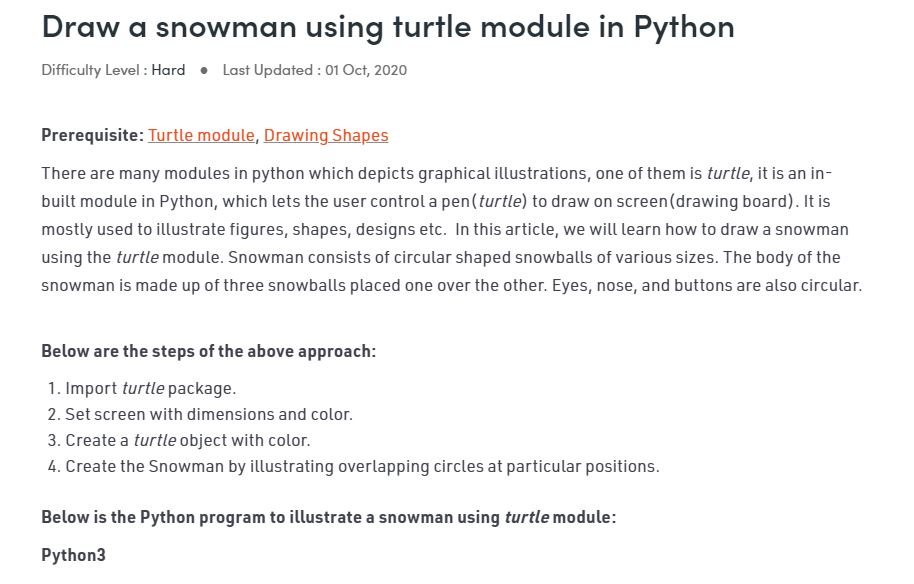 Draw a snowman using turtle module in Python
Difficulty Level : Hard ● Last Updated : 01 Oct, 2020
Prerequisite: Turtle module, Drawing Shapes
There are many modules in python which depicts graphical illustrations, one of them is turtle, it is an in-
built module in Python, which lets the user control a pen(turtle) to draw on screen(drawing board). It is
mostly used to illustrate figures, shapes, designs etc.  In this article, we will learn how to draw a snowman
using the turtle module. Snowman consists of circular shaped snowballs of various sizes. The body of the
snowman is made up of three snowballs placed one over the other. Eyes, nose, and buttons are also circular.
Below are the steps of the above approach:
1. Import turtle package.
2. Set screen with dimensions and color.
3. Create a turtle object with color.
4. Create the Snowman by illustrating overlapping circles at particular positions.
Below is the Python program to illustrate a snowman using turtle module:
Python3